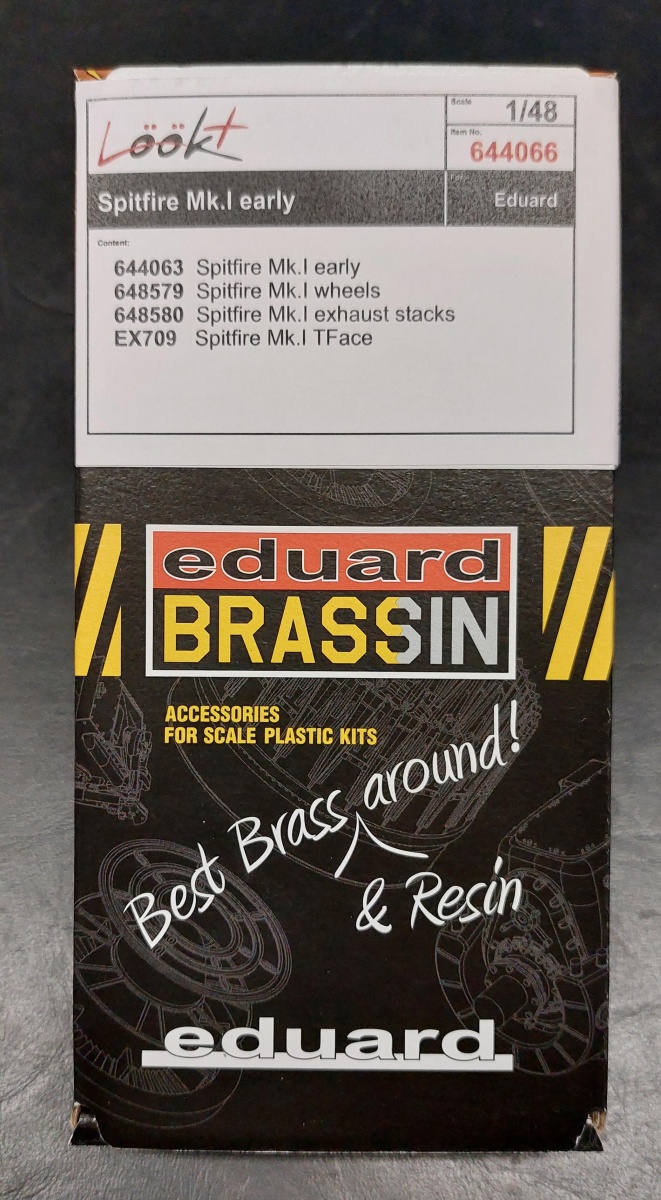 Löök+
Scale
1/48
Item No.
644066
Spitfire Mk.I early
For
Eduard
Content:
644063 Spitfire Mk.I early
648579 Spitfire Mk.I wheels
648580 Spitfire Mk.I exhaust stacks
EX709 Spitfire Mk.I TFace
eduard
BRASSIN
ACCESSORIES
FOR SCALE PLASTIC KITS
Best Brass around!
& Resin
eduard